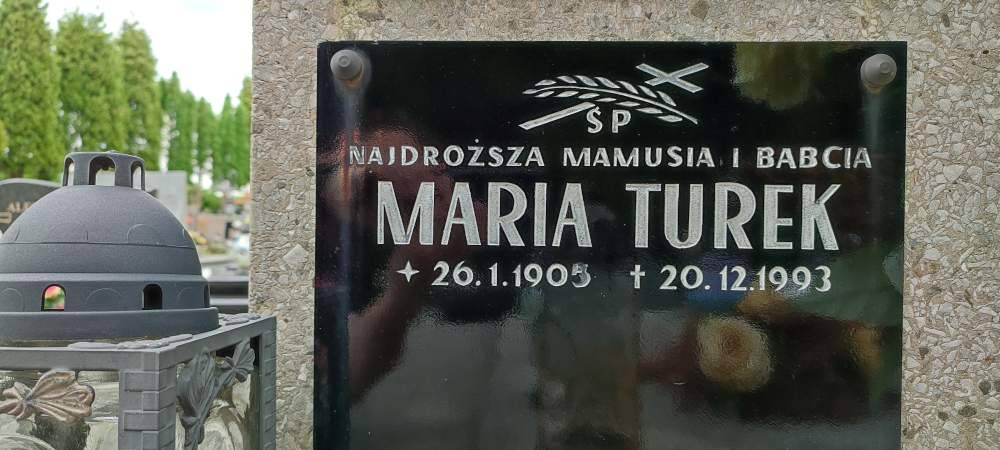 ŚP
NAJDROŻSZA MAMUSIA I BABCIA
MARIA TUREK
✦ 26.1.1905 † 20.12.1993